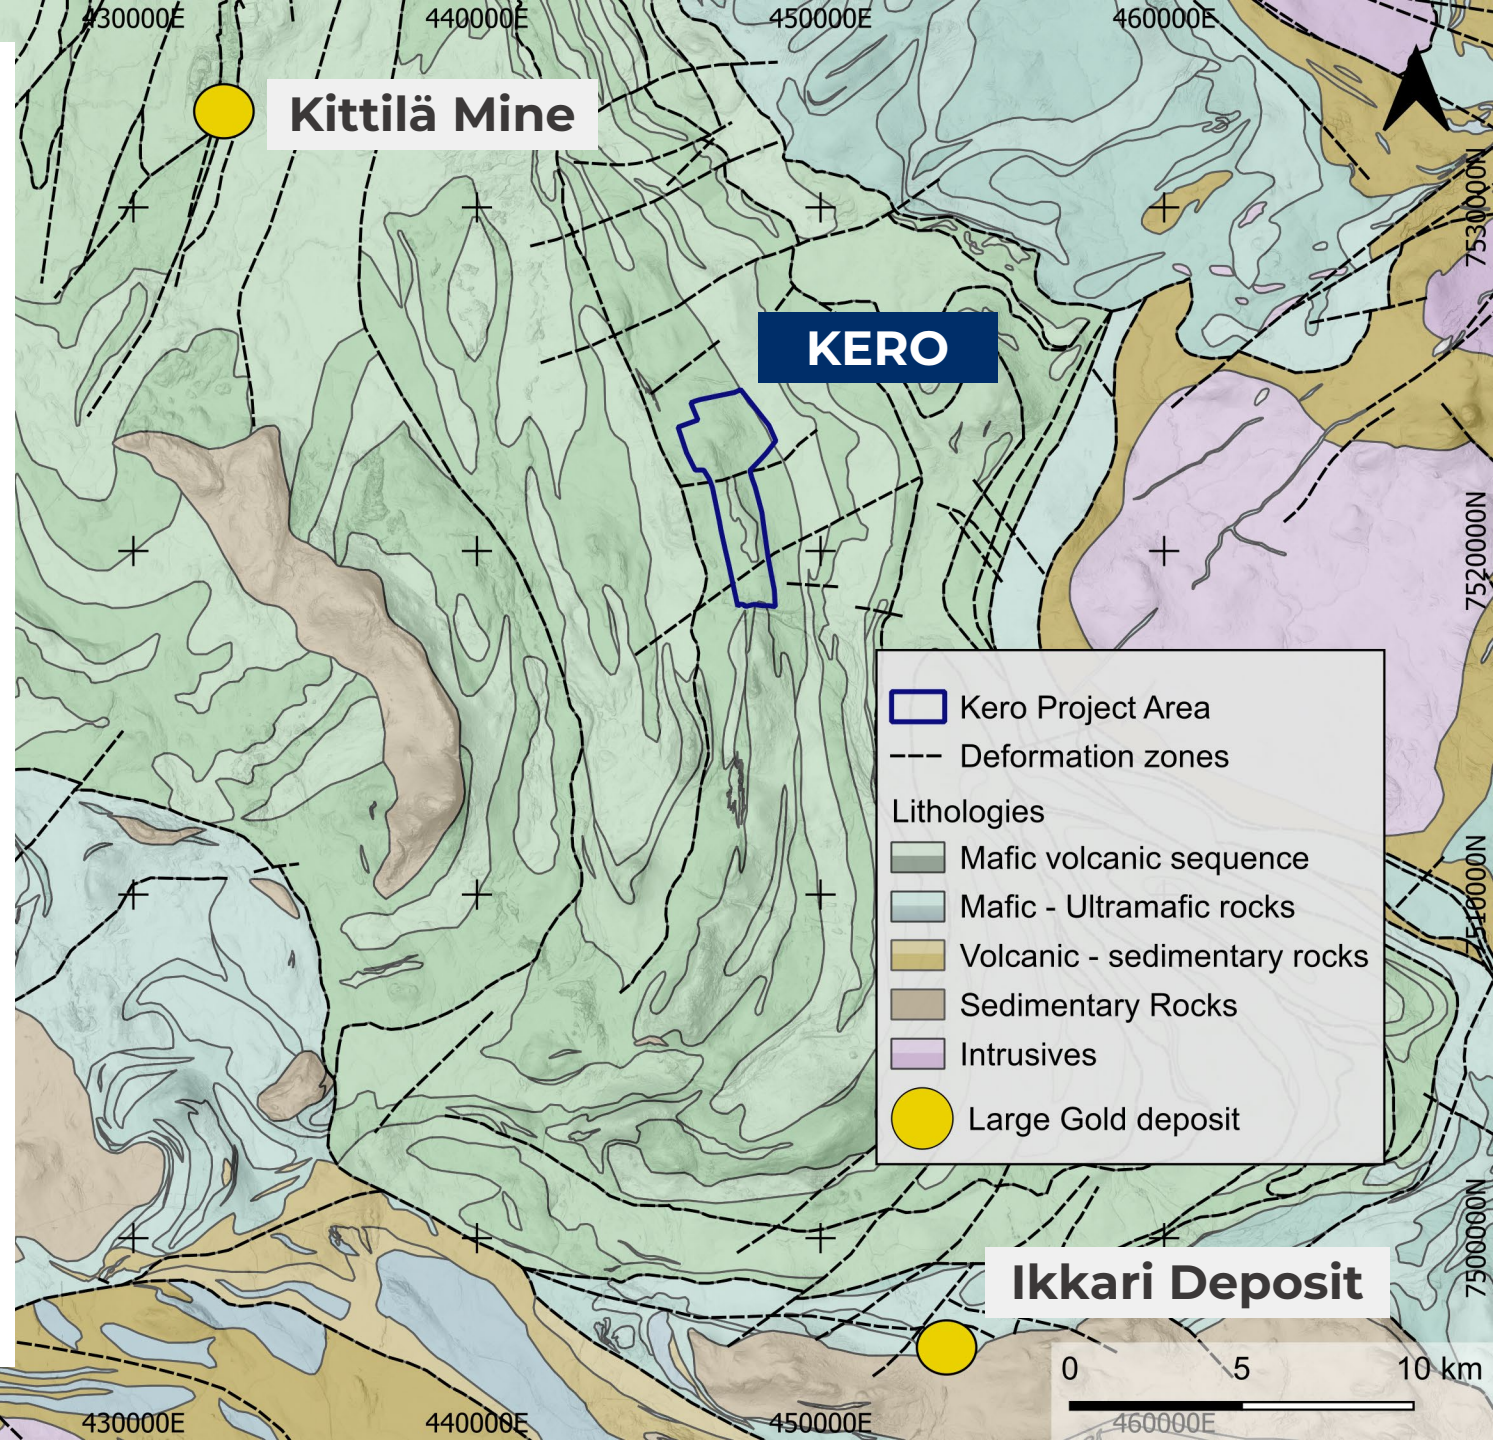 430000E
440000E
450000E
460000E
Kittilä Mine
7530000N
KERO
7520000N
Kero Project Area
Deformation zones
Lithologies
Mafic volcanic sequence
Mafic - Ultramafic rocks
Volcanic - sedimentary rocks
Sedimentary Rocks
Intrusives
Large Gold deposit
7510000N
7500000N
Ikkari Deposit
0 5 10 km
430000E
440000E
450000E
460000E